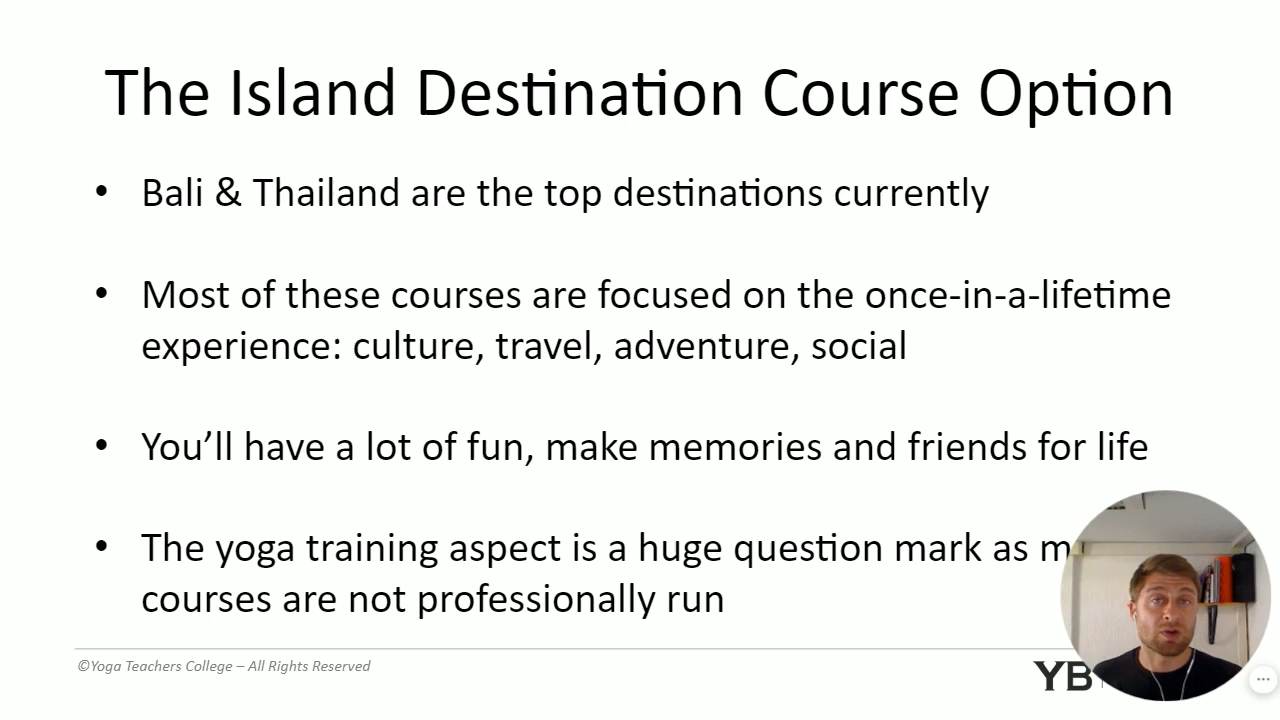 The Island Destination Course Option
• Bali & Thailand are the top destinations currently
• Most of these courses are focused on the once-in-a-lifetime
experience: culture, travel, adventure, social
• You’ll have a lot of fun, make memories and friends for life
• The yoga training aspect is a huge question mark as
courses are not professionally run
©Yoga Teachers College – All Rights Reserved
YB